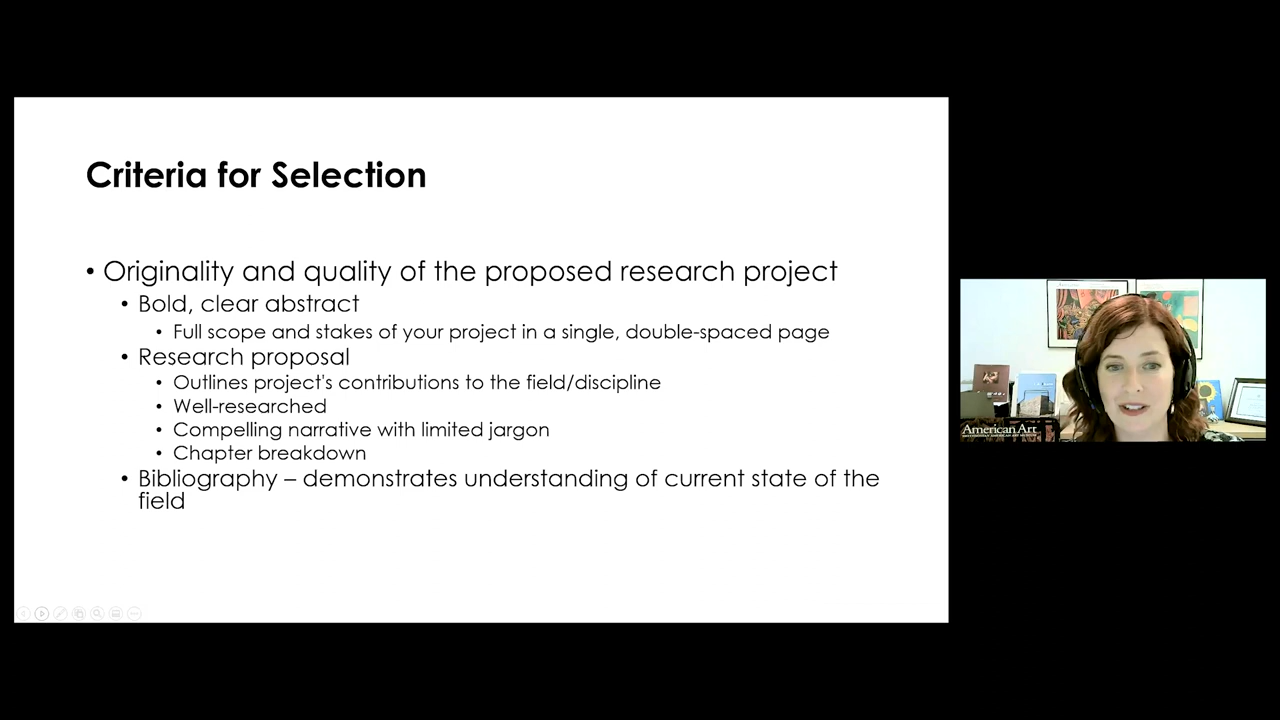 Criteria for Selection
• Originality and quality of the proposed research project
• Bold, clear abstract
• Full scope and stakes of your project in a single, double-spaced page
• Research proposal
• Outlines project's contributions to the field/discipline
• Well-researched
• Compelling narrative with limited jargon
• Chapter breakdown
• Bibliography – demonstrates understanding of current state of the
field
American Art